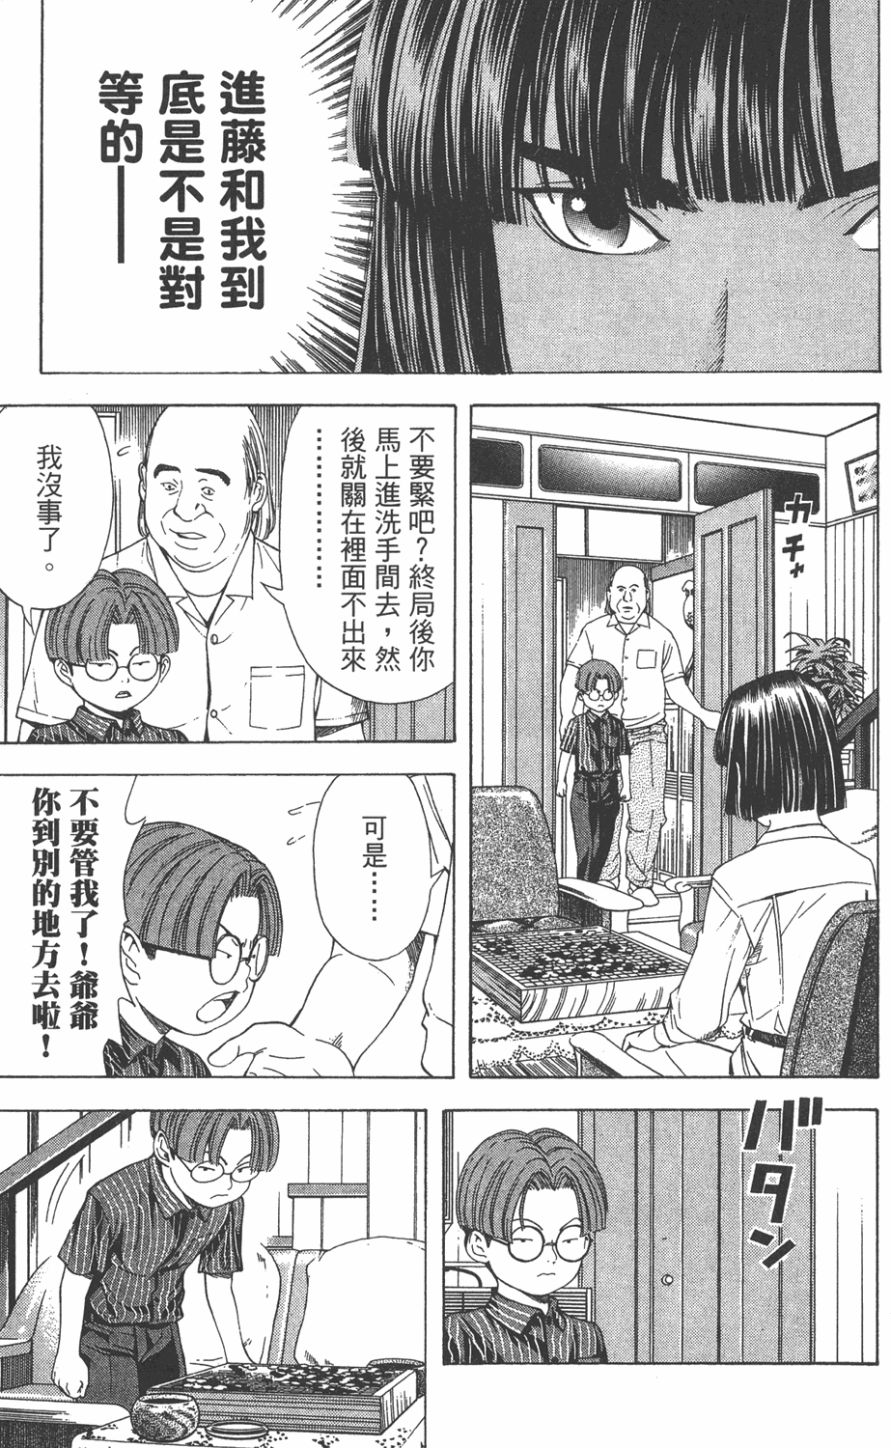 進藤和我到
底是不是對
等的——
カチャ
不要緊吧?終局後你
馬上進洗手間去，然
後就關在裡面不出來
………………
我沒事了。
可是……
不要管我了!爺爺
你到別的地方去啦!
バタン